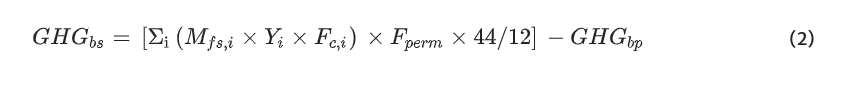 GHG_bs = [Σ_i (M_fs,i × Y_i × F_c,i) × F_perm × 44/12] − GHG_bp (2)